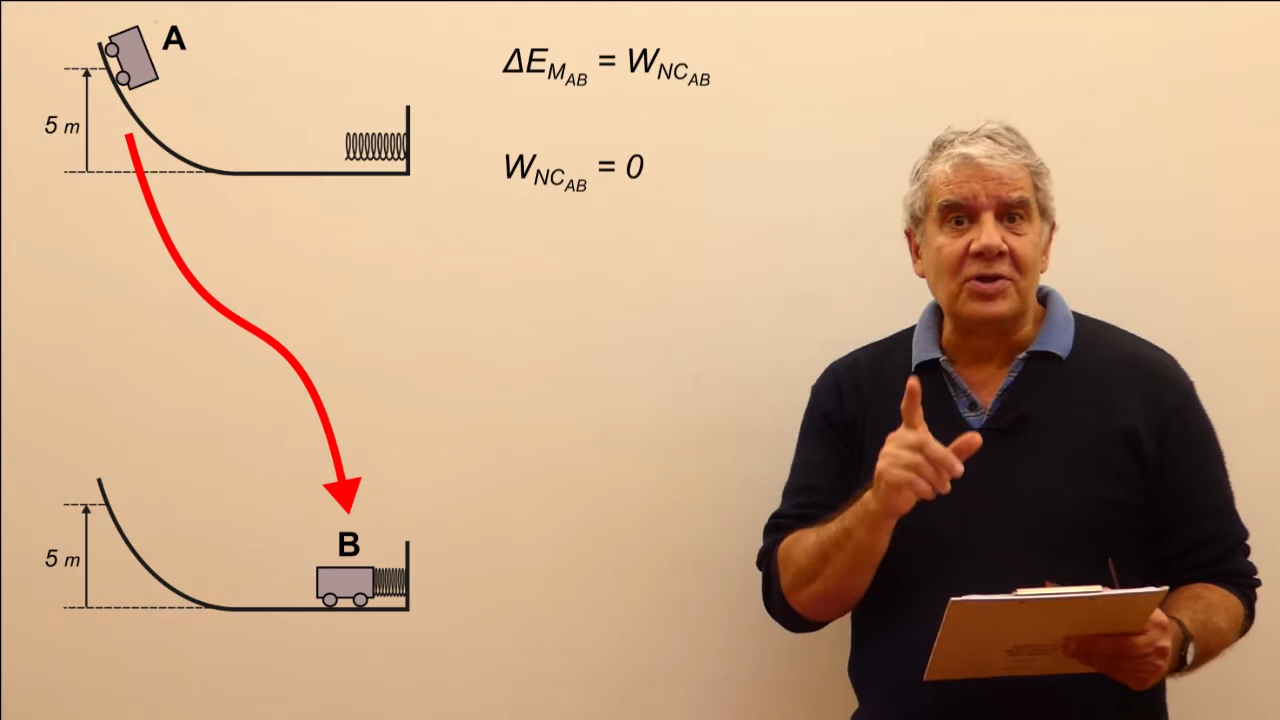 A
5 m
ΔE_M_AB = W_NC_AB
W_NC_AB = 0
B
5 m